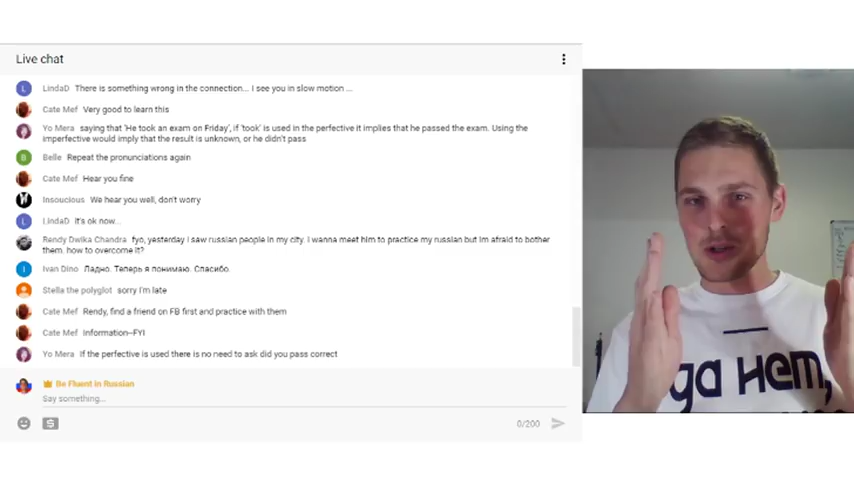 Live chat
LindaD There is something wrong in the connection... I see you in slow motion ...
Cate Mef Very good to learn this
Yo Mera saying that 'He took an exam on Friday', if 'took' is used in the perfective it implies that he passed the exam. Using the
imperfective would imply that the result is unknown, or he didn't pass
B Belle Repeat the pronunciations again
Cate Mef Hear you fine
Insoucious We hear you well, don't worry
L LindaD it's ok now...
Rendy Dwika Chandra fyo, yesterday I saw russian people in my city. I wanna meet him to practice my russian but Im afraid to bother
them. how to overcome it?
I Ivan Dino Ладно. Теперь я понимаю. Спасибо.
Stella the polyglot sorry I'm late
Cate Mef Rendy, find a friend on FB first and practice with them
Cate Mef Information--FYI
Yo Mera If the perfective is used there is no need to ask did you pass correct
Be Fluent in Russian
Say something...
$ 0/200
да нет,